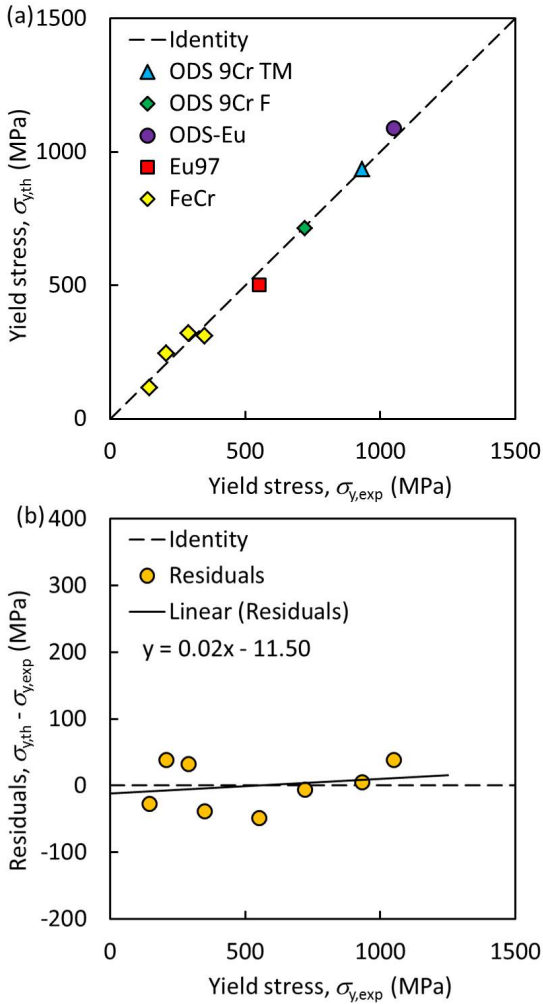 (a)
1500
1000
500
0
Yield stress, σy,th (MPa)
Identity
ODS 9Cr TM
ODS 9Cr F
ODS-Eu
Eu97
FeCr
0 500 1000 1500
Yield stress, σy,exp (MPa)
(b)
400
300
200
100
0
-100
-200
Residuals, σy,th - σy,exp (MPa)
Identity
Residuals
Linear (Residuals)
y = 0.02x - 11.50
0 500 1000 1500
Yield stress, σy,exp (MPa)